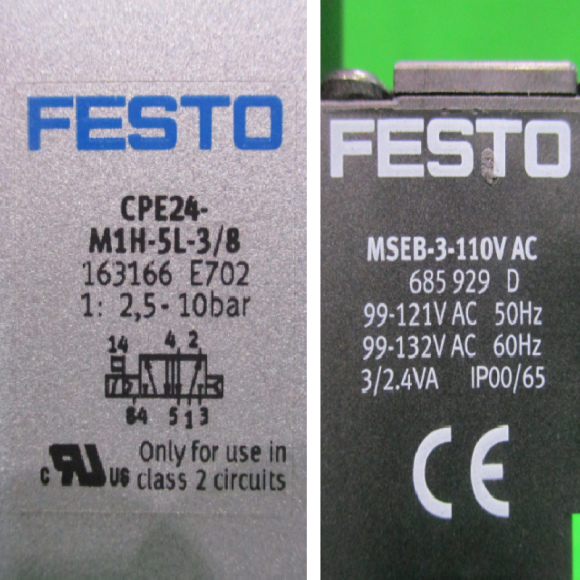 FESTO
CPE24-
M1H-5L-3/8
163166 E702
1: 2,5-10bar
14 4 2
84 5 1 3
c RU US
Only for use in
class 2 circuits
FESTO
MSEB-3-110V AC
685 929 D
99-121V AC 50Hz
99-132V AC 60Hz
3/2.4VA IP00/65
CE